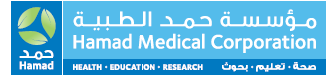 مؤسسة حمد الطبية
Hamad Medical Corporation
حمد
Hamad
HEALTH • EDUCATION • RESEARCH صحة • تعليم • بحوث